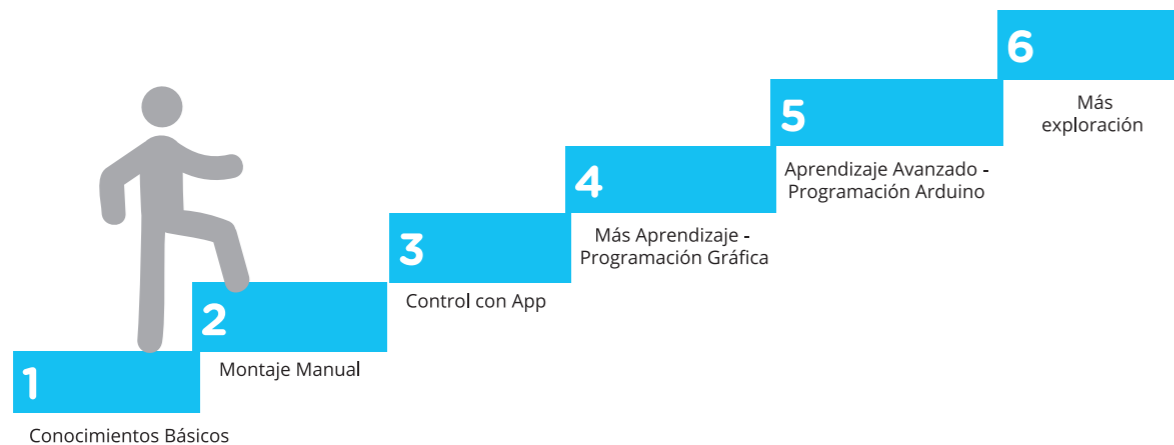 1
Conocimientos Básicos
2
Montaje Manual
3
Control con App
4
Más Aprendizaje -
Programación Gráfica
5
Aprendizaje Avanzado -
Programación Arduino
6
Más
exploración